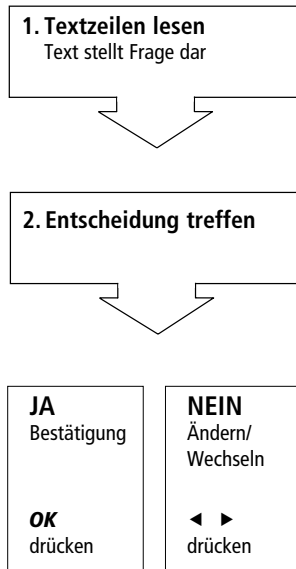 1. Textzeilen lesen
Text stellt Frage dar
2. Entscheidung treffen
JA
Bestätigung
OK
drücken
NEIN
Ändern/
Wechseln
◄ ►
drücken